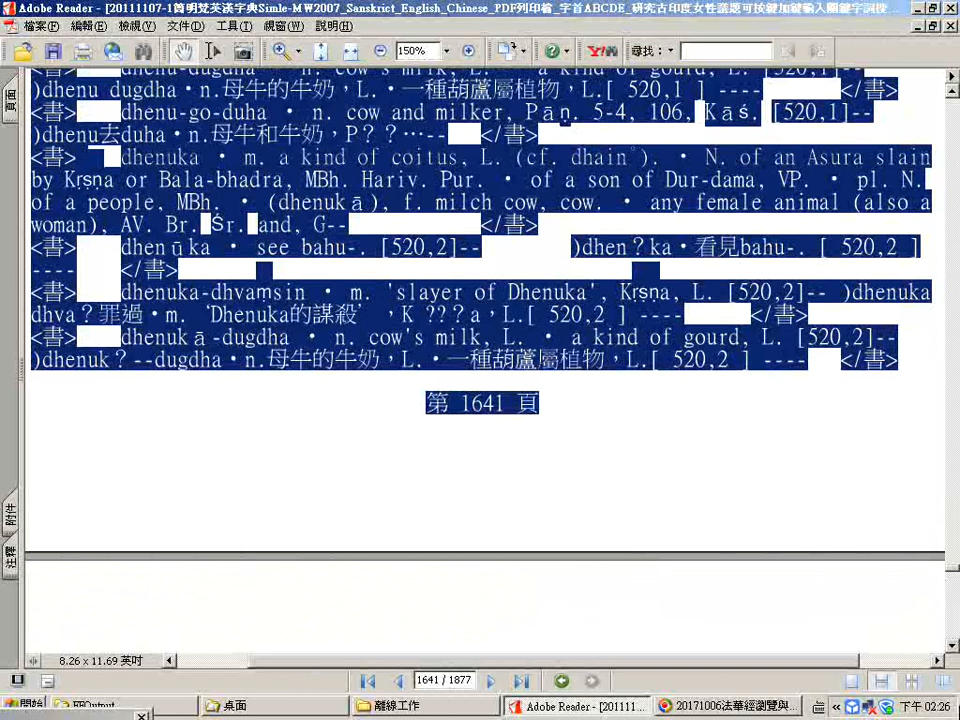 Adobe Reader - [20111107-1簡明梵英漢字典Simle-MW2007_Sanskrict_English_Chinese_PDF列印檔_字首ABCDE_研究古印度女性議題可按鍵加鍵輸入關鍵字詞搜...
檔案(F) 編輯(E) 檢視(V) 文件(D) 工具(T) 視窗(W) 說明(H)
150% 尋找：
頁面
<書> dhenu-dugdha • n. cow's milk, L. • a kind of gourd, L. [520,1]--
)dhenu dugdha•n.母牛的牛奶，L.•一種葫蘆屬植物，L.[ 520,1 ] ---- </書>
<書> dhenu-go-duha • n. cow and milker, Pāṇ. 5-4, 106, Kāś. [520,1]--
)dhenu去duha•n.母牛和牛奶，P？？…-- </書>
<書> dhenuka • m. a kind of coitus, L. (cf. dhain°). • N. of an Asura slain
by Kṛṣṇa or Bala-bhadra, MBh. Hariv. Pur. • of a son of Dur-dama, VP. • pl. N.
of a people, MBh. • (dhenukā), f. milch cow, cow. • any female animal (also a
woman), AV. Br. Śr. and, G-- </書>
<書> dhenūka • see bahu-. [520,2]-- )dhen？ka•看見bahu-. [ 520,2 ]
---- </書>
<書> dhenuka-dhvaṃsin • m. 'slayer of Dhenuka', Kṛṣṇa, L. [520,2]-- )dhenuka
dhva？罪過•m.‘Dhenuka的謀殺’，K ???a，L.[ 520,2 ] ---- </書>
<書> dhenukā-dugdha • n. cow's milk, L. • a kind of gourd, L. [520,2]--
)dhenuk？--dugdha•n.母牛的牛奶，L.•一種葫蘆屬植物，L.[ 520,2 ] ---- </書>
第 1641 頁
附件
注釋
8.26 x 11.69 英吋
1641 / 1877
開始 FFOutput 桌面 離線工作 Adobe Reader - [201111... 20171006法華經瀏覽與... 下午 02:26